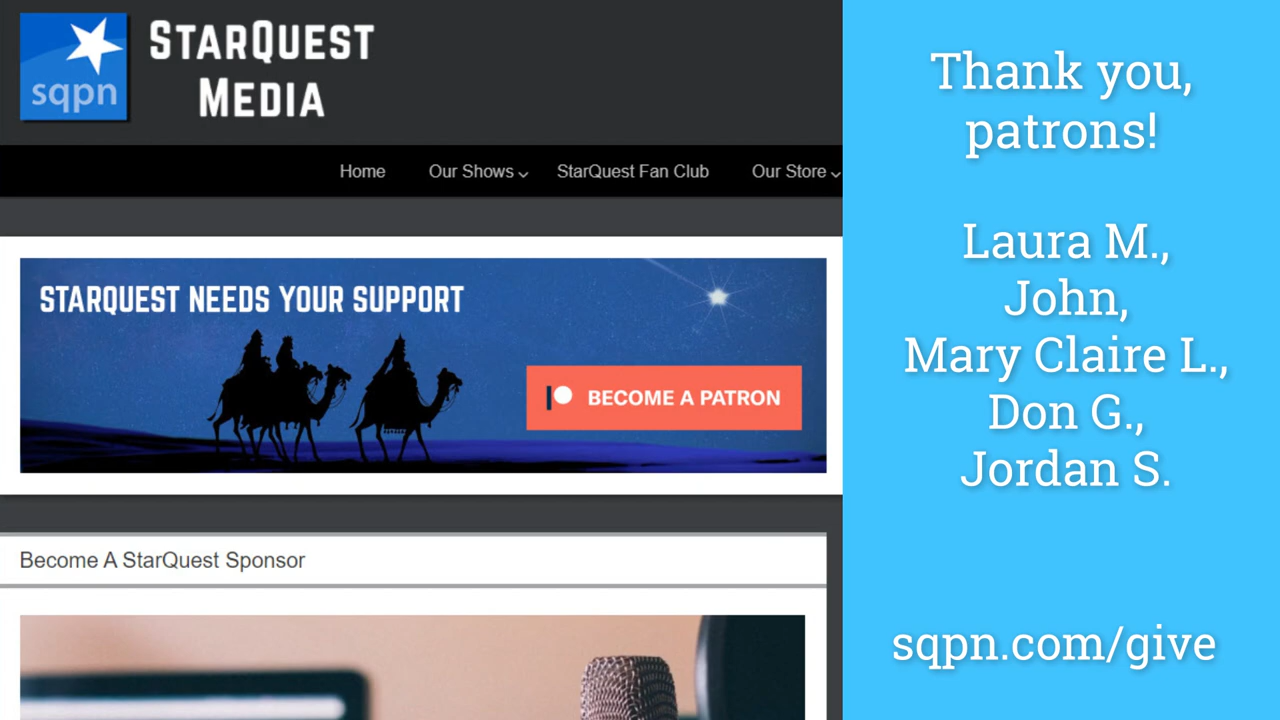 sqpn
STARQUEST
MEDIA
Home
Our Shows
StarQuest Fan Club
Our Store
STARQUEST NEEDS YOUR SUPPORT
BECOME A PATRON
Become A StarQuest Sponsor
Thank you,
patrons!
Laura M.,
John,
Mary Claire L.,
Don G.,
Jordan S.
sqpn.com/give